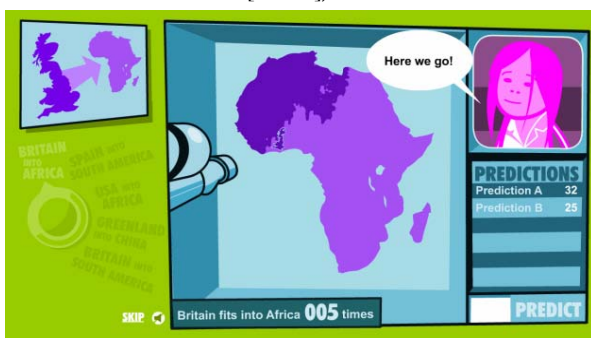 Here we go!
BRITAIN
INTO
AFRICA
SPAIN INTO
SOUTH AMERICA
USA INTO
AFRICA
GREENLAND
INTO CHINA
BRITAIN INTO
SOUTH AMERICA
SKIP
Britain fits into Africa 005 times
PREDICTIONS
Prediction A 32
Prediction B 25
PREDICT